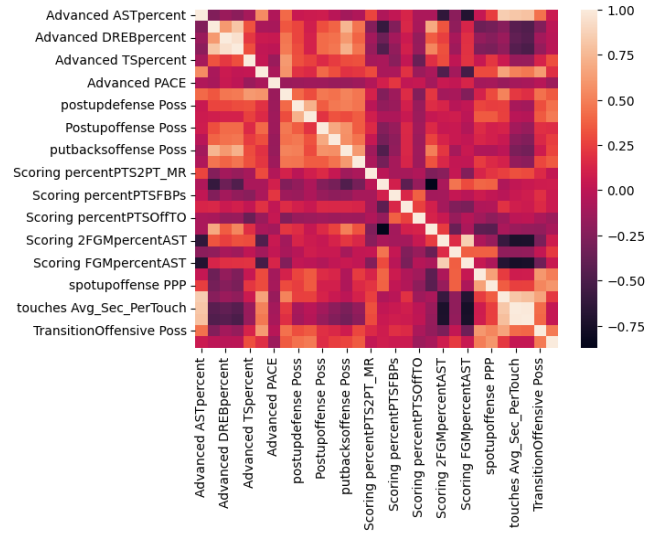 Advanced ASTpercent
Advanced DREBpercent
Advanced TSpercent
Advanced PACE
postupdefense Poss
Postupoffense Poss
putbacksoffense Poss
Scoring percentPTS2PT_MR
Scoring percentPTSFBPs
Scoring percentPTSOffTO
Scoring 2FGMpercentAST
Scoring FGMpercentAST
spotupoffense PPP
touches Avg_Sec_PerTouch
TransitionOffensive Poss
Advanced ASTpercent
Advanced DREBpercent
Advanced TSpercent
Advanced PACE
postupdefense Poss
Postupoffense Poss
putbacksoffense Poss
Scoring percentPTS2PT_MR
Scoring percentPTSFBPs
Scoring percentPTSOffTO
Scoring 2FGMpercentAST
Scoring FGMpercentAST
spotupoffense PPP
touches Avg_Sec_PerTouch
TransitionOffensive Poss
1.00
0.75
0.50
0.25
0.00
−0.25
−0.50
−0.75